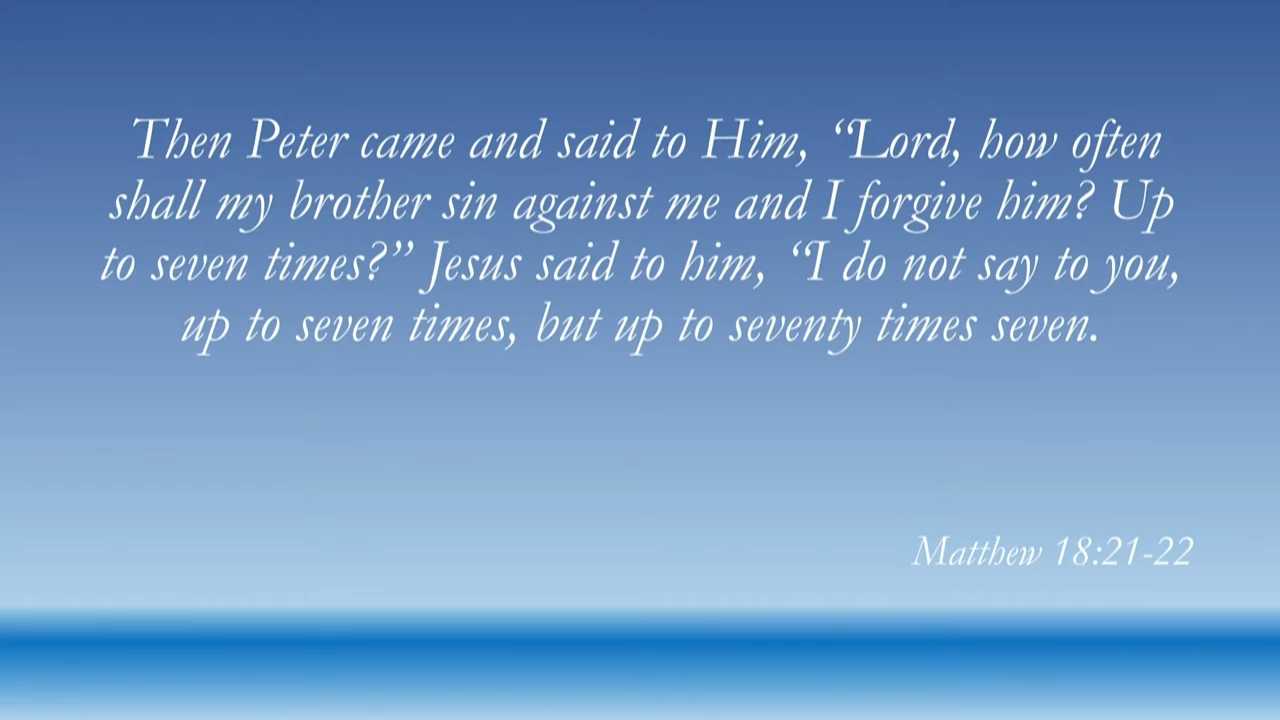 Then Peter came and said to Him, “Lord, how often
shall my brother sin against me and I forgive him? Up
to seven times?” Jesus said to him, “I do not say to you,
up to seven times, but up to seventy times seven.
Matthew 18:21-22